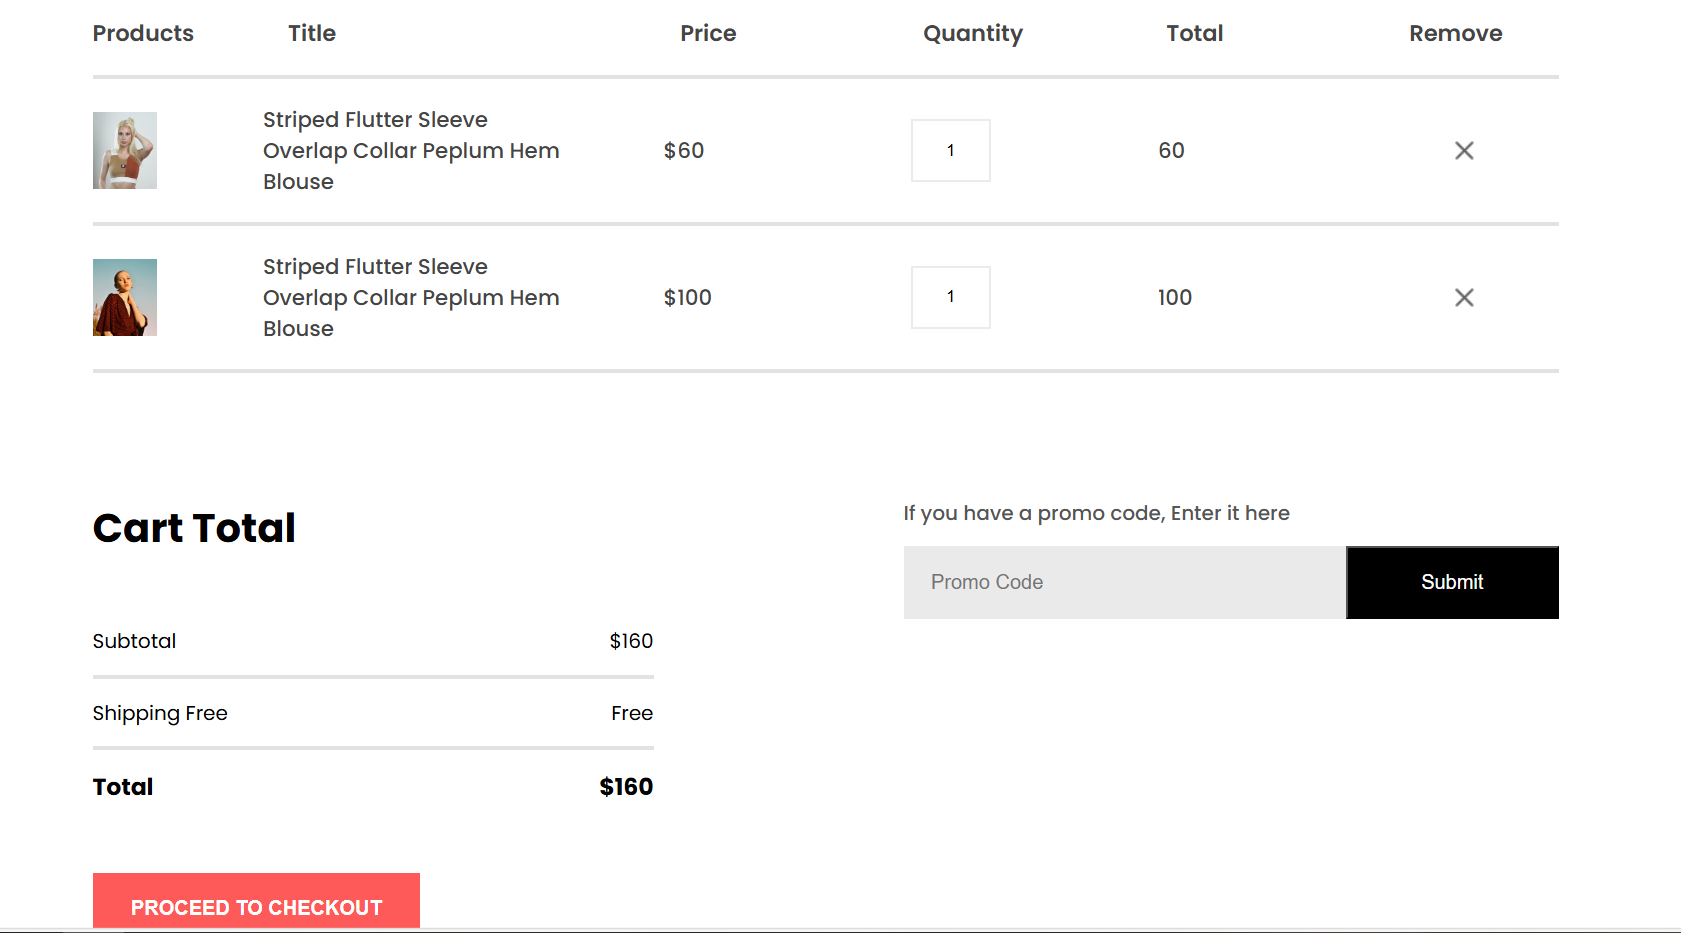 Products Title Price Quantity Total Remove
Striped Flutter Sleeve
Overlap Collar Peplum Hem
Blouse
$60 1 60
Striped Flutter Sleeve
Overlap Collar Peplum Hem
Blouse
$100 1 100
Cart Total
Subtotal $160
Shipping Free Free
Total $160
PROCEED TO CHECKOUT
If you have a promo code, Enter it here
Promo Code Submit